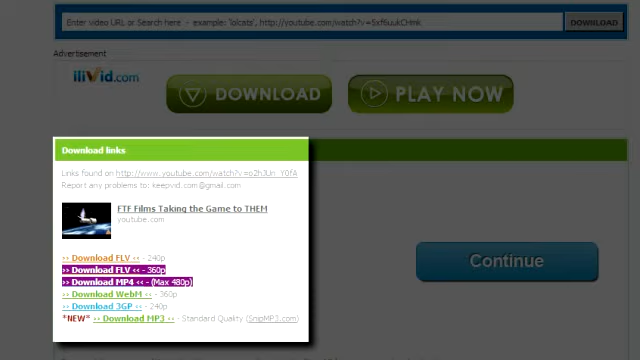 Enter video URL or Search here - example: 'lolcats', http://youtube.com/watch?v=5xf6uukCHmk
DOWNLOAD
Advertisement
iLiVid.com
DOWNLOAD
PLAY NOW
Download links
Links found on http://www.youtube.com/watch?v=o2hJUn_Y0fA
Report any problems to: keepvid.com@gmail.com
FTF Films Taking the Game to THEM
youtube.com
>> Download FLV << - 240p
>> Download FLV << - 360p
>> Download MP4 << - (Max 480p)
>> Download WebM << - 360p
>> Download 3GP << - 240p
*NEW* >> Download MP3 << - Standard Quality (SnipMP3.com)
Continue